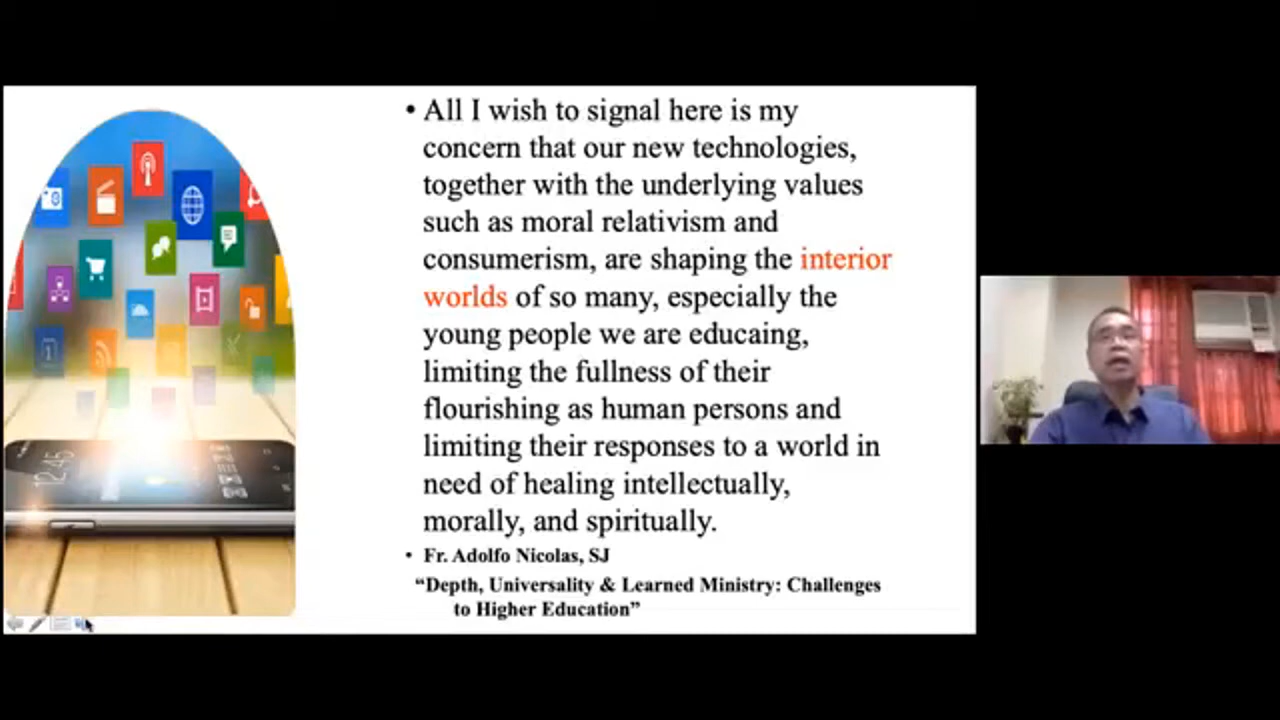 • All I wish to signal here is my
concern that our new technologies,
together with the underlying values
such as moral relativism and
consumerism, are shaping the interior
worlds of so many, especially the
young people we are educaing,
limiting the fullness of their
flourishing as human persons and
limiting their responses to a world in
need of healing intellectually,
morally, and spiritually.
• Fr. Adolfo Nicolas, SJ
“Depth, Universality & Learned Ministry: Challenges
to Higher Education”
12:45